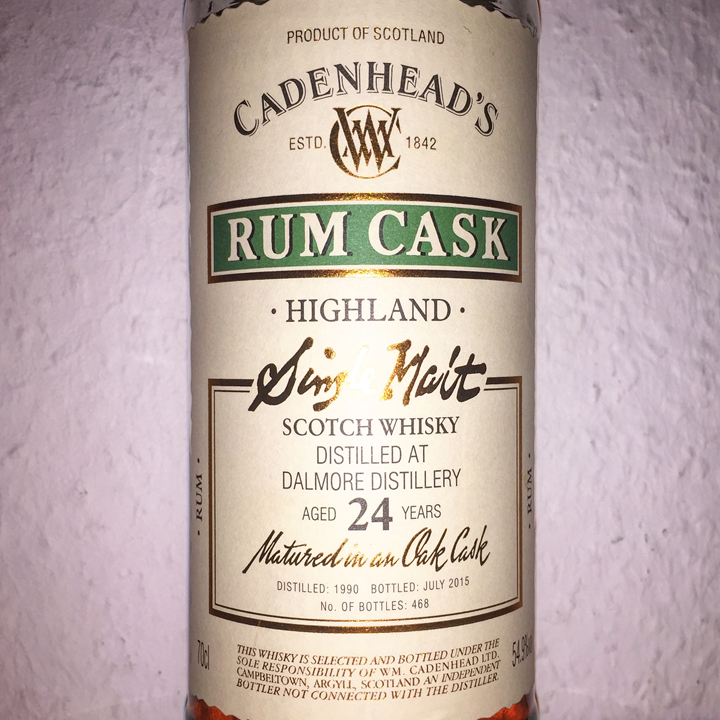 PRODUCT OF SCOTLAND
CADENHEAD'S
ESTD. WC 1842
RUM CASK
· HIGHLAND ·
Single Malt
SCOTCH WHISKY
DISTILLED AT
DALMORE DISTILLERY
AGED 24 YEARS
Matured in an Oak Cask
DISTILLED: 1990 BOTTLED: JULY 2015
No. OF BOTTLES: 468
· RUM ·
· RUM ·
70cl
THIS WHISKY IS SELECTED AND BOTTLED UNDER THE
SOLE RESPONSIBILITY OF WM. CADENHEAD LTD.
CAMPBELTOWN, ARGYLL, SCOTLAND AN INDEPENDENT
BOTTLER NOT CONNECTED WITH THE DISTILLER.
54.9%